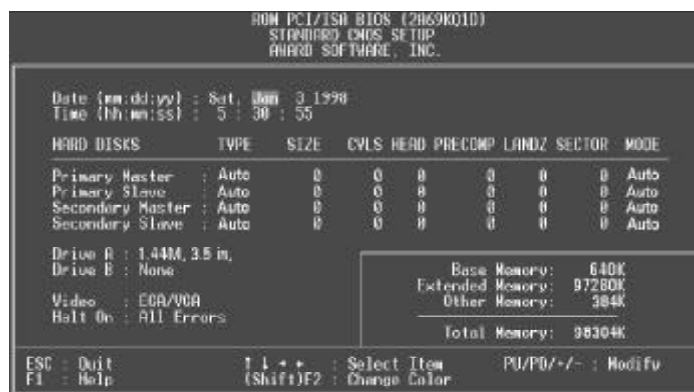 ROM PCI/ISA BIOS (2A69KQ1D)
STANDARD CMOS SETUP
AWARD SOFTWARE, INC.
Date (mm:dd:yy) : Sat, Jan 3 1998
Time (hh:mm:ss) : 5 : 30 : 55
HARD DISKS TYPE SIZE CYLS HEAD PRECOMP LANDZ SECTOR MODE
Primary Master : Auto 0 0 0 0 0 0 Auto
Primary Slave : Auto 0 0 0 0 0 0 Auto
Secondary Master : Auto 0 0 0 0 0 0 Auto
Secondary Slave : Auto 0 0 0 0 0 0 Auto
Drive A : 1.44M, 3.5 in,
Drive B : None
Video : EGA/VGA
Halt On : All Errors
Base Memory: 640K
Extended Memory: 97280K
Other Memory: 384K
Total Memory: 98304K
ESC : Quit ↑ ↓ → ← : Select Item PU/PD/+/- : Modify
F1 : Help (Shift)F2 : Change Color